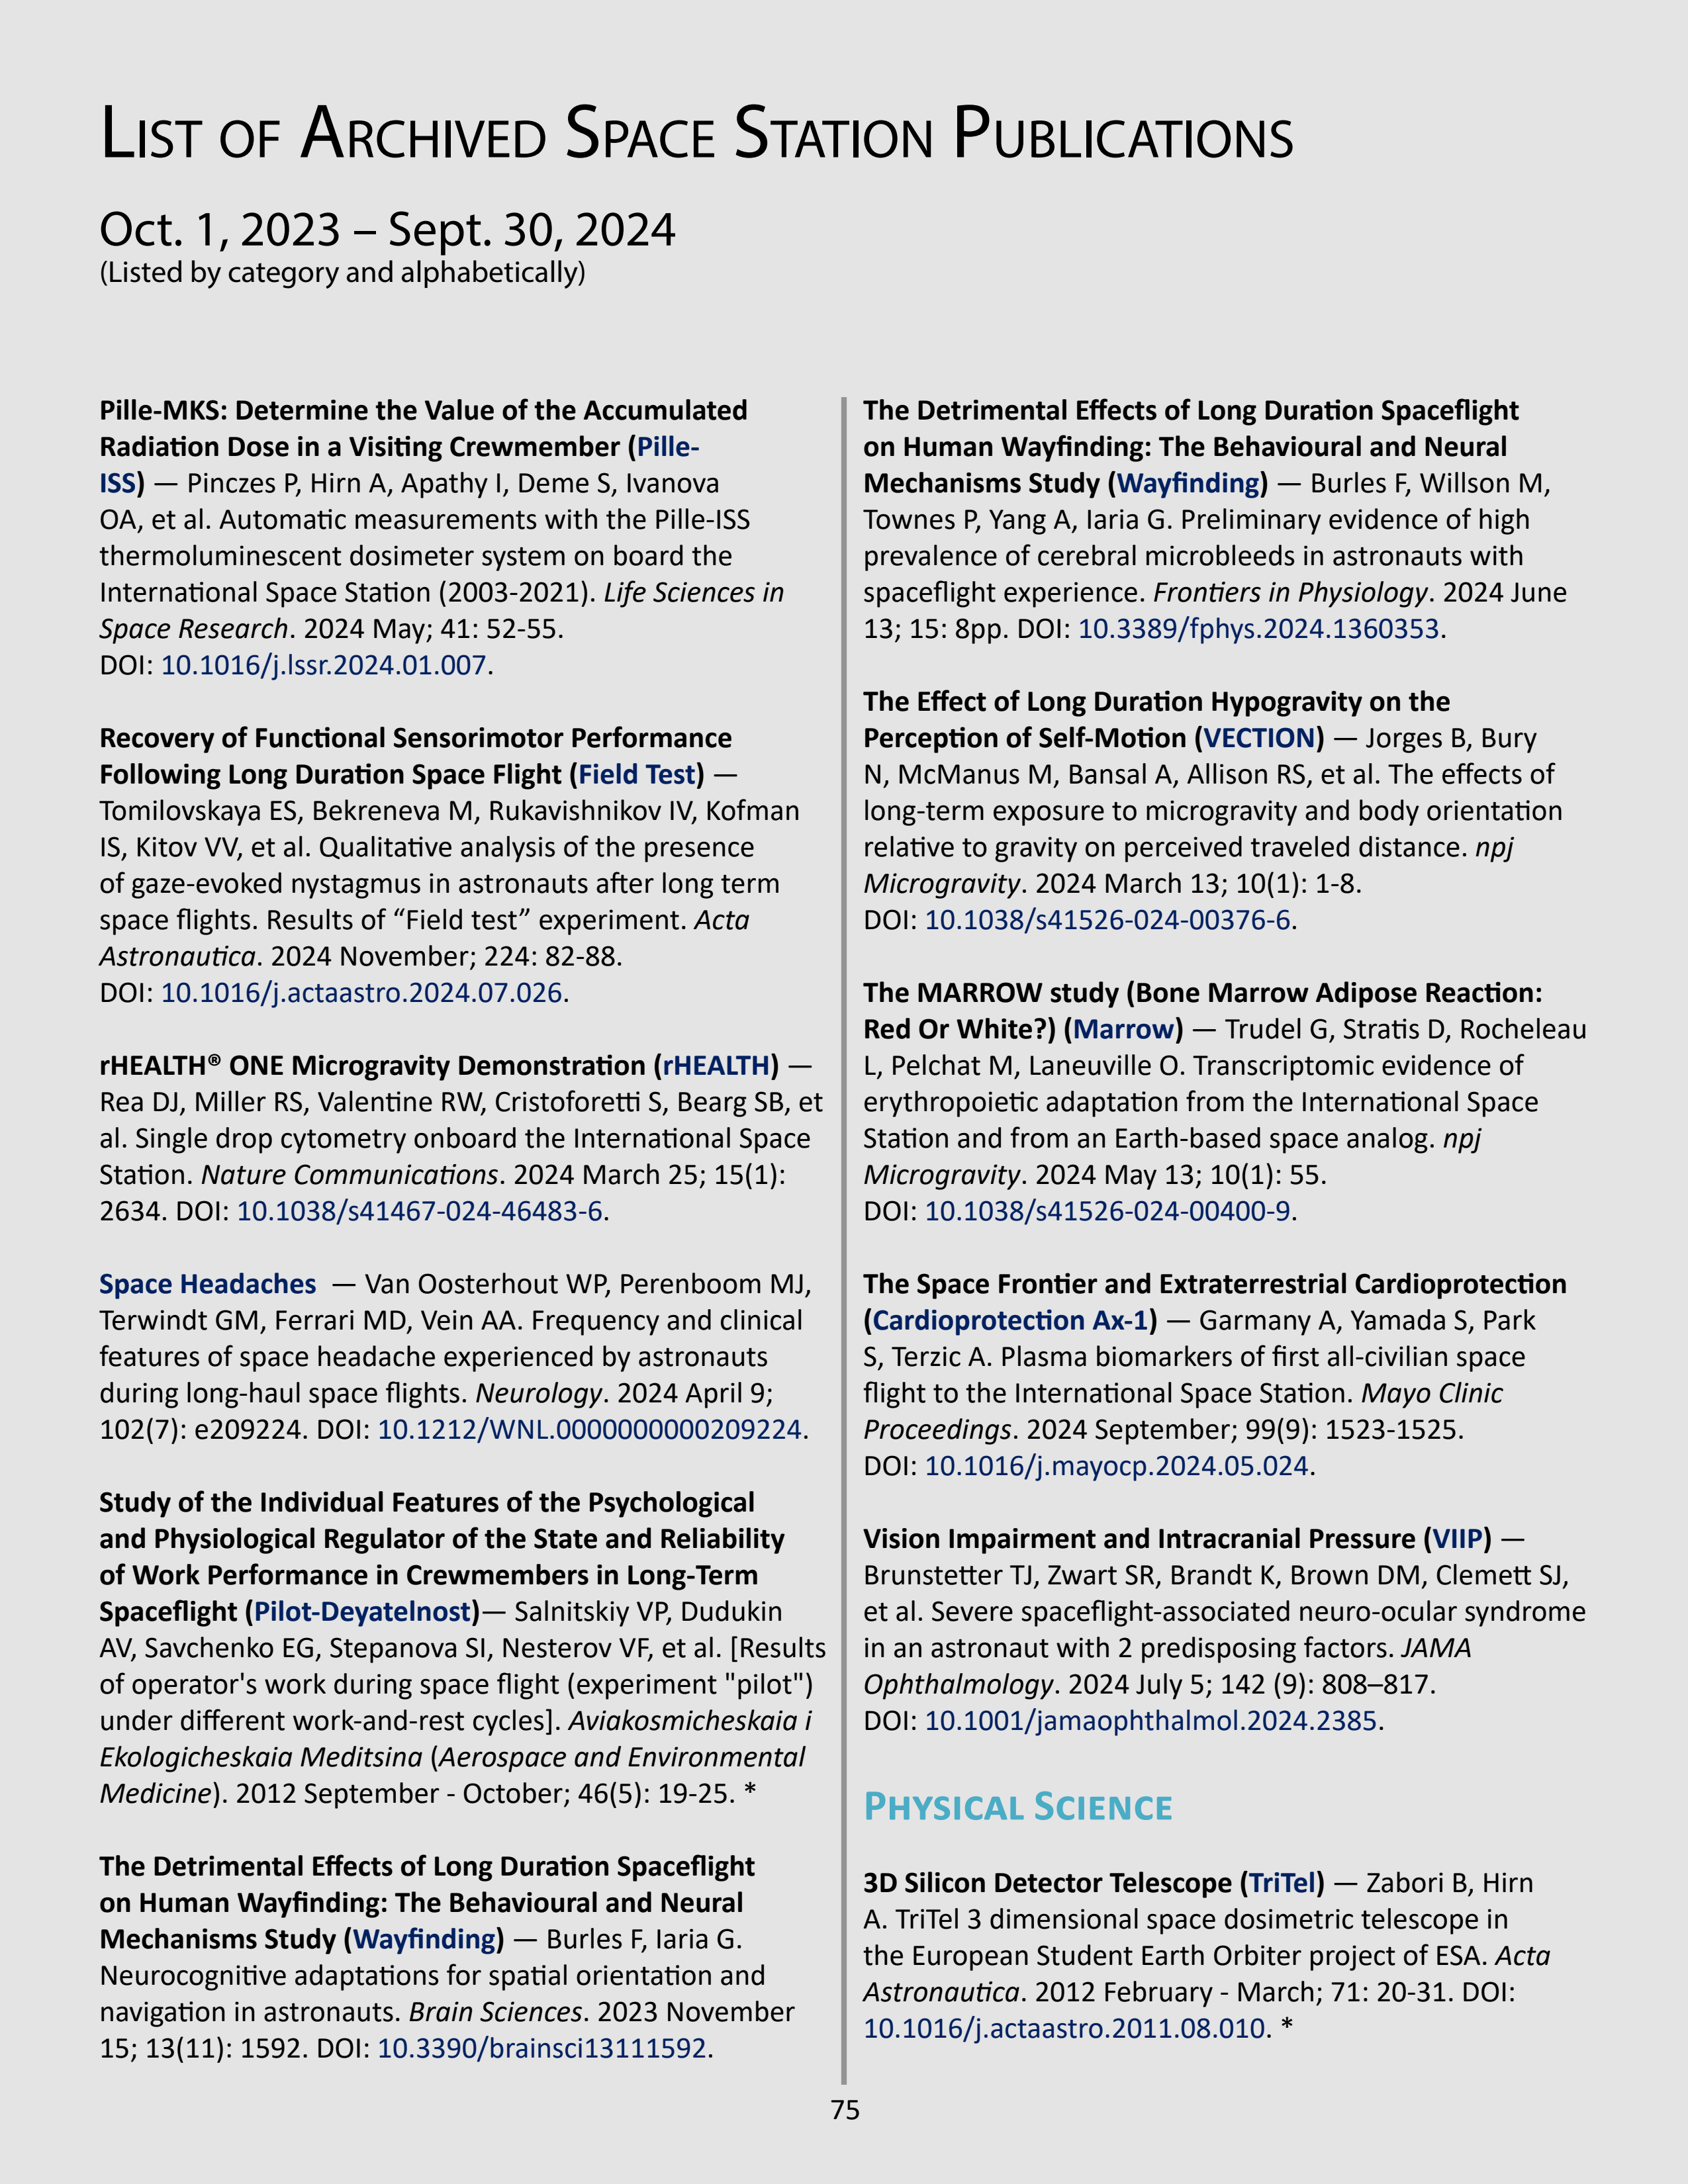 List of Archived Space Station Publications
Oct. 1, 2023 – Sept. 30, 2024
(Listed by category and alphabetically)
Pille-MKS: Determine the Value of the Accumulated
Radiation Dose in a Visiting Crewmember (Pille-
ISS) — Pinczes P, Hirn A, Apathy I, Deme S, Ivanova
OA, et al. Automatic measurements with the Pille-ISS
thermoluminescent dosimeter system on board the
International Space Station (2003-2021). Life Sciences in
Space Research. 2024 May; 41: 52-55.
DOI: 10.1016/j.lssr.2024.01.007.
Recovery of Functional Sensorimotor Performance
Following Long Duration Space Flight (Field Test) —
Tomilovskaya ES, Bekreneva M, Rukavishnikov IV, Kofman
IS, Kitov VV, et al. Qualitative analysis of the presence
of gaze-evoked nystagmus in astronauts after long term
space flights. Results of “Field test” experiment. Acta
Astronautica. 2024 November; 224: 82-88.
DOI: 10.1016/j.actaastro.2024.07.026.
rHEALTH® ONE Microgravity Demonstration (rHEALTH) —
Rea DJ, Miller RS, Valentine RW, Cristoforetti S, Bearg SB, et
al. Single drop cytometry onboard the International Space
Station. Nature Communications. 2024 March 25; 15(1):
2634. DOI: 10.1038/s41467-024-46483-6.
Space Headaches — Van Oosterhout WP, Perenboom MJ,
Terwindt GM, Ferrari MD, Vein AA. Frequency and clinical
features of space headache experienced by astronauts
during long-haul space flights. Neurology. 2024 April 9;
102(7): e209224. DOI: 10.1212/WNL.0000000000209224.
Study of the Individual Features of the Psychological
and Physiological Regulator of the State and Reliability
of Work Performance in Crewmembers in Long-Term
Spaceflight (Pilot-Deyatelnost)— Salnitskiy VP, Dudukin
AV, Savchenko EG, Stepanova SI, Nesterov VF, et al. [Results
of operator's work during space flight (experiment "pilot")
under different work-and-rest cycles]. Aviakosmicheskaia i
Ekologicheskaia Meditsina (Aerospace and Environmental
Medicine). 2012 September - October; 46(5): 19-25. *
The Detrimental Effects of Long Duration Spaceflight
on Human Wayfinding: The Behavioural and Neural
Mechanisms Study (Wayfinding) — Burles F, Iaria G.
Neurocognitive adaptations for spatial orientation and
navigation in astronauts. Brain Sciences. 2023 November
15; 13(11): 1592. DOI: 10.3390/brainsci13111592.
The Detrimental Effects of Long Duration Spaceflight
on Human Wayfinding: The Behavioural and Neural
Mechanisms Study (Wayfinding) — Burles F, Willson M,
Townes P, Yang A, Iaria G. Preliminary evidence of high
prevalence of cerebral microbleeds in astronauts with
spaceflight experience. Frontiers in Physiology. 2024 June
13; 15: 8pp. DOI: 10.3389/fphys.2024.1360353.
The Effect of Long Duration Hypogravity on the
Perception of Self-Motion (VECTION) — Jorges B, Bury
N, McManus M, Bansal A, Allison RS, et al. The effects of
long-term exposure to microgravity and body orientation
relative to gravity on perceived traveled distance. npj
Microgravity. 2024 March 13; 10(1): 1-8.
DOI: 10.1038/s41526-024-00376-6.
The MARROW study (Bone Marrow Adipose Reaction:
Red Or White?) (Marrow) — Trudel G, Stratis D, Rocheleau
L, Pelchat M, Laneuville O. Transcriptomic evidence of
erythropoietic adaptation from the International Space
Station and from an Earth-based space analog. npj
Microgravity. 2024 May 13; 10(1): 55.
DOI: 10.1038/s41526-024-00400-9.
The Space Frontier and Extraterrestrial Cardioprotection
(Cardioprotection Ax-1) — Garmany A, Yamada S, Park
S, Terzic A. Plasma biomarkers of first all-civilian space
flight to the International Space Station. Mayo Clinic
Proceedings. 2024 September; 99(9): 1523-1525.
DOI: 10.1016/j.mayocp.2024.05.024.
Vision Impairment and Intracranial Pressure (VIIP) —
Brunstetter TJ, Zwart SR, Brandt K, Brown DM, Clemett SJ,
et al. Severe spaceflight-associated neuro-ocular syndrome
in an astronaut with 2 predisposing factors. JAMA
Ophthalmology. 2024 July 5; 142 (9): 808–817.
DOI: 10.1001/jamaophthalmol.2024.2385.
Physical Science
3D Silicon Detector Telescope (TriTel) — Zabori B, Hirn
A. TriTel 3 dimensional space dosimetric telescope in
the European Student Earth Orbiter project of ESA. Acta
Astronautica. 2012 February - March; 71: 20-31. DOI:
10.1016/j.actaastro.2011.08.010. *
75